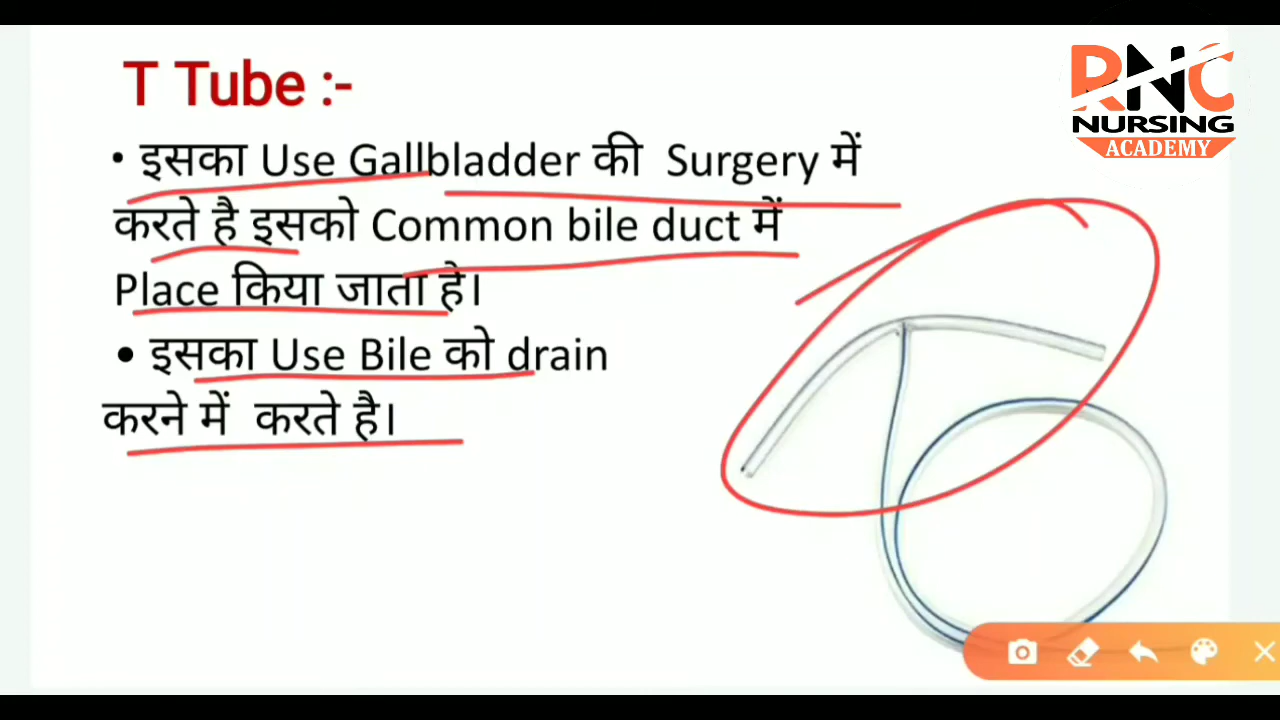 T Tube :-
• इसका Use Gallbladder की Surgery में
करते है इसको Common bile duct में
Place किया जाता है।
• इसका Use Bile को drain
करने में करते है।
RNC
NURSING
ACADEMY